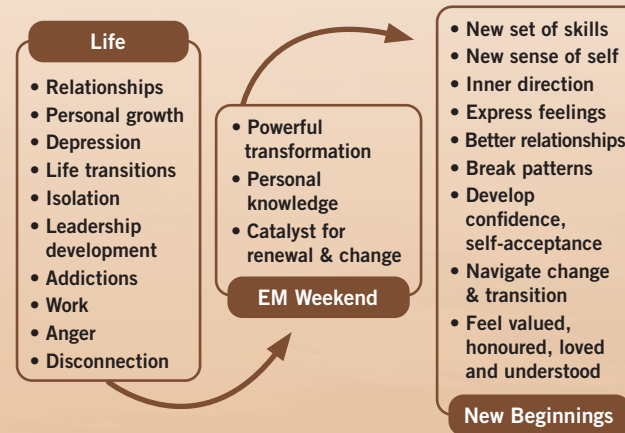 Life
• Relationships
• Personal growth
• Depression
• Life transitions
• Isolation
• Leadership
development
• Addictions
• Work
• Anger
• Disconnection
• Powerful
transformation
• Personal
knowledge
• Catalyst for
renewal & change
EM Weekend
• New set of skills
• New sense of self
• Inner direction
• Express feelings
• Better relationships
• Break patterns
• Develop
confidence,
self-acceptance
• Navigate change
& transition
• Feel valued,
honoured, loved
and understood
New Beginnings